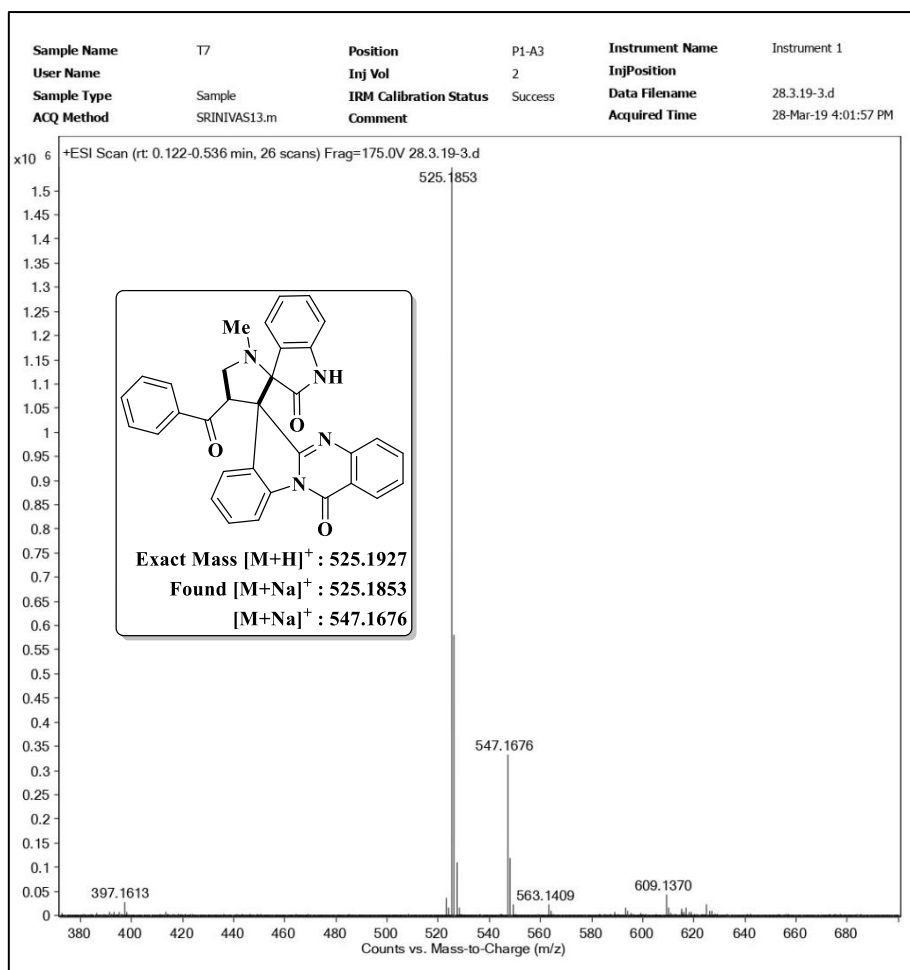 Sample Name T7 Position P1-A3 Instrument Name Instrument 1
User Name Inj Vol 2 InjPosition
Sample Type Sample IRM Calibration Status Success Data Filename 28.3.19-3.d
ACQ Method SRINIVAS13.m Comment Acquired Time 28-Mar-19 4:01:57 PM
x10 6 +ESI Scan (rt: 0.122-0.536 min, 26 scans) Frag=175.0V 28.3.19-3.d
525.1853
1.5
1.45
1.4
1.35
1.3
1.25
1.2
1.15
1.1
1.05
1
0.95
0.9
0.85
0.8
0.75
0.7
0.65
0.6
0.55
0.5
0.45
0.4
0.35
0.3
0.25
0.2
0.15
0.1
0.05
0
Me
N
NH
O
O
N
N
O
Exact Mass [M+H]+ : 525.1927
Found [M+Na]+ : 525.1853
[M+Na]+ : 547.1676
547.1676
397.1613
563.1409
609.1370
380 400 420 440 460 480 500 520 540 560 580 600 620 640 660 680
Counts vs. Mass-to-Charge (m/z)